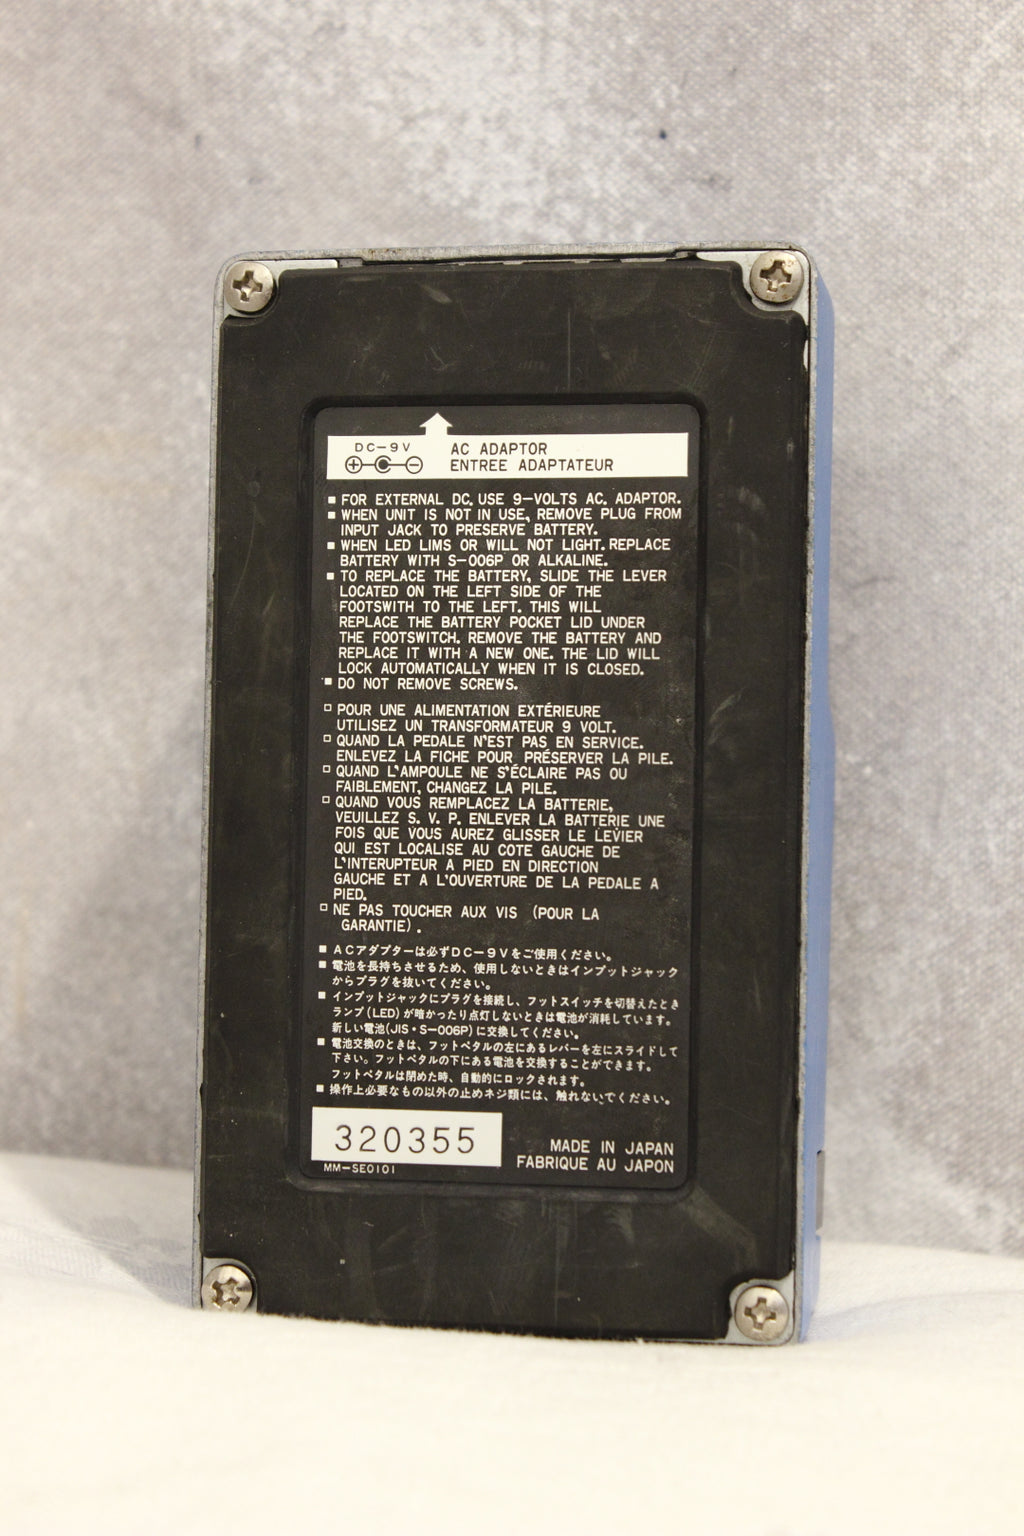 DC-9V
AC ADAPTOR
ENTREE ADAPTATEUR
■ FOR EXTERNAL DC, USE 9-VOLTS AC. ADAPTOR.
■ WHEN UNIT IS NOT IN USE, REMOVE PLUG FROM
INPUT JACK TO PRESERVE BATTERY.
■ WHEN LED LIMS OR WILL NOT LIGHT. REPLACE
BATTERY WITH S-006P OR ALKALINE.
■ TO REPLACE THE BATTERY, SLIDE THE LEVER
LOCATED ON THE LEFT SIDE OF THE
FOOTSWITH TO THE LEFT. THIS WILL
REPLACE THE BATTERY POCKET LID UNDER
THE FOOTSWITCH. REMOVE THE BATTERY AND
REPLACE IT WITH A NEW ONE. THE LID WILL
LOCK AUTOMATICALLY WHEN IT IS CLOSED.
■ DO NOT REMOVE SCREWS.
□ POUR UNE ALIMENTATION EXTÉRIEURE
UTILISEZ UN TRANSFORMATEUR 9 VOLT.
□ QUAND LA PEDALE N'EST PAS EN SERVICE.
ENLEVEZ LA FICHE POUR PRÉSERVER LA PILE.
□ QUAND L'AMPOULE NE S'ÉCLAIRE PAS OU
FAIBLEMENT, CHANGEZ LA PILE.
□ QUAND VOUS REMPLACEZ LA BATTERIE,
VEUILLEZ S. V. P. ENLEVER LA BATTERIE UNE
FOIS QUE VOUS AUREZ GLISSER LE LEVIER
QUI EST LOCALISE AU COTE GAUCHE DE
L'INTERUPTEUR A PIED EN DIRECTION
GAUCHE ET A L'OUVERTURE DE LA PEDALE A
PIED.
□ NE PAS TOUCHER AUX VIS (POUR LA
GARANTIE).
■ ACアダプターは必ずDC-9Vをご使用ください。
■ 電池を長持ちさせるため、使用しないときはインプットジャック
からプラグを抜いてください。
■ インプットジャックにプラグを接続し、フットスイッチを切替えたとき
ランプ(LED)が暗かったり点灯しないときは電池が消耗しています。
新しい電池(JIS・S-006P)に交換してください。
■ 電池交換のときは、フットペタルの左にあるレバーを左にスライドして
下さい。フットペタルの下にある電池を交換することができます。
フットペタルは閉めた時、自動的にロックされます。
■ 操作上必要なもの以外の止めネジ類には、触れないでください。
320355
MM-SE0101
MADE IN JAPAN
FABRIQUE AU JAPON